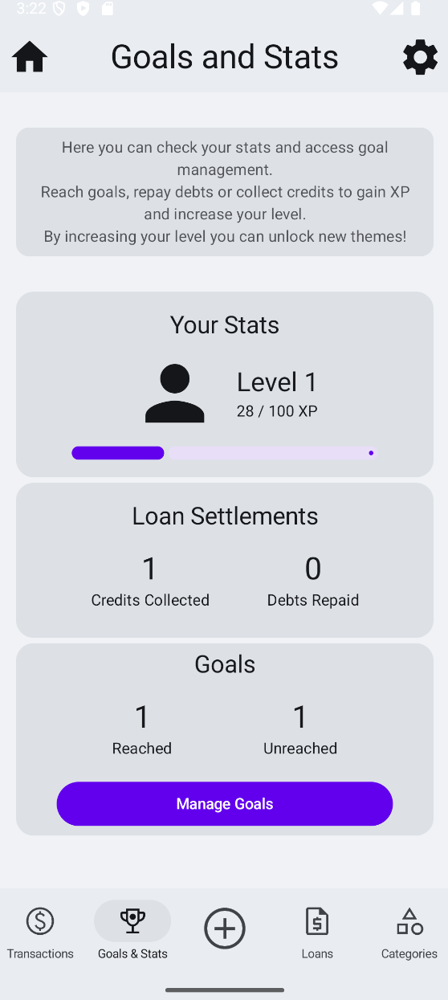 3:22
Goals and Stats
Here you can check your stats and access goal
management.
Reach goals, repay debts or collect credits to gain XP
and increase your level.
By increasing your level you can unlock new themes!
Your Stats
Level 1
28 / 100 XP
Loan Settlements
1 0
Credits Collected Debts Repaid
Goals
1 1
Reached Unreached
Manage Goals
Transactions Goals & Stats Loans Categories